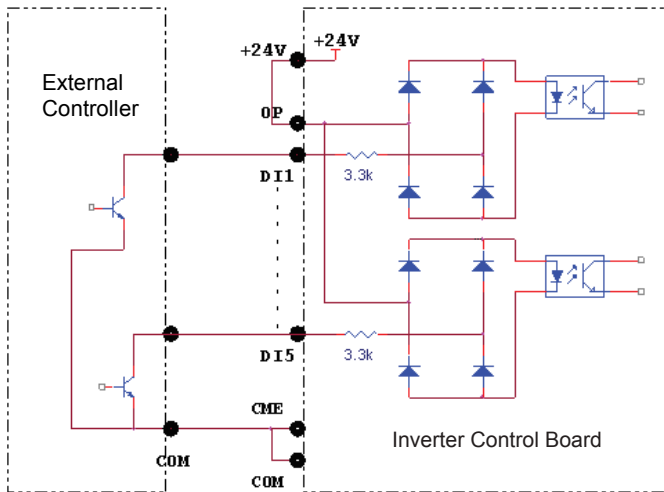 +24V
+24V
External
Controller
OP
DI1
3.3k
DI5
3.3k
CME
COM
COM
Inverter Control Board